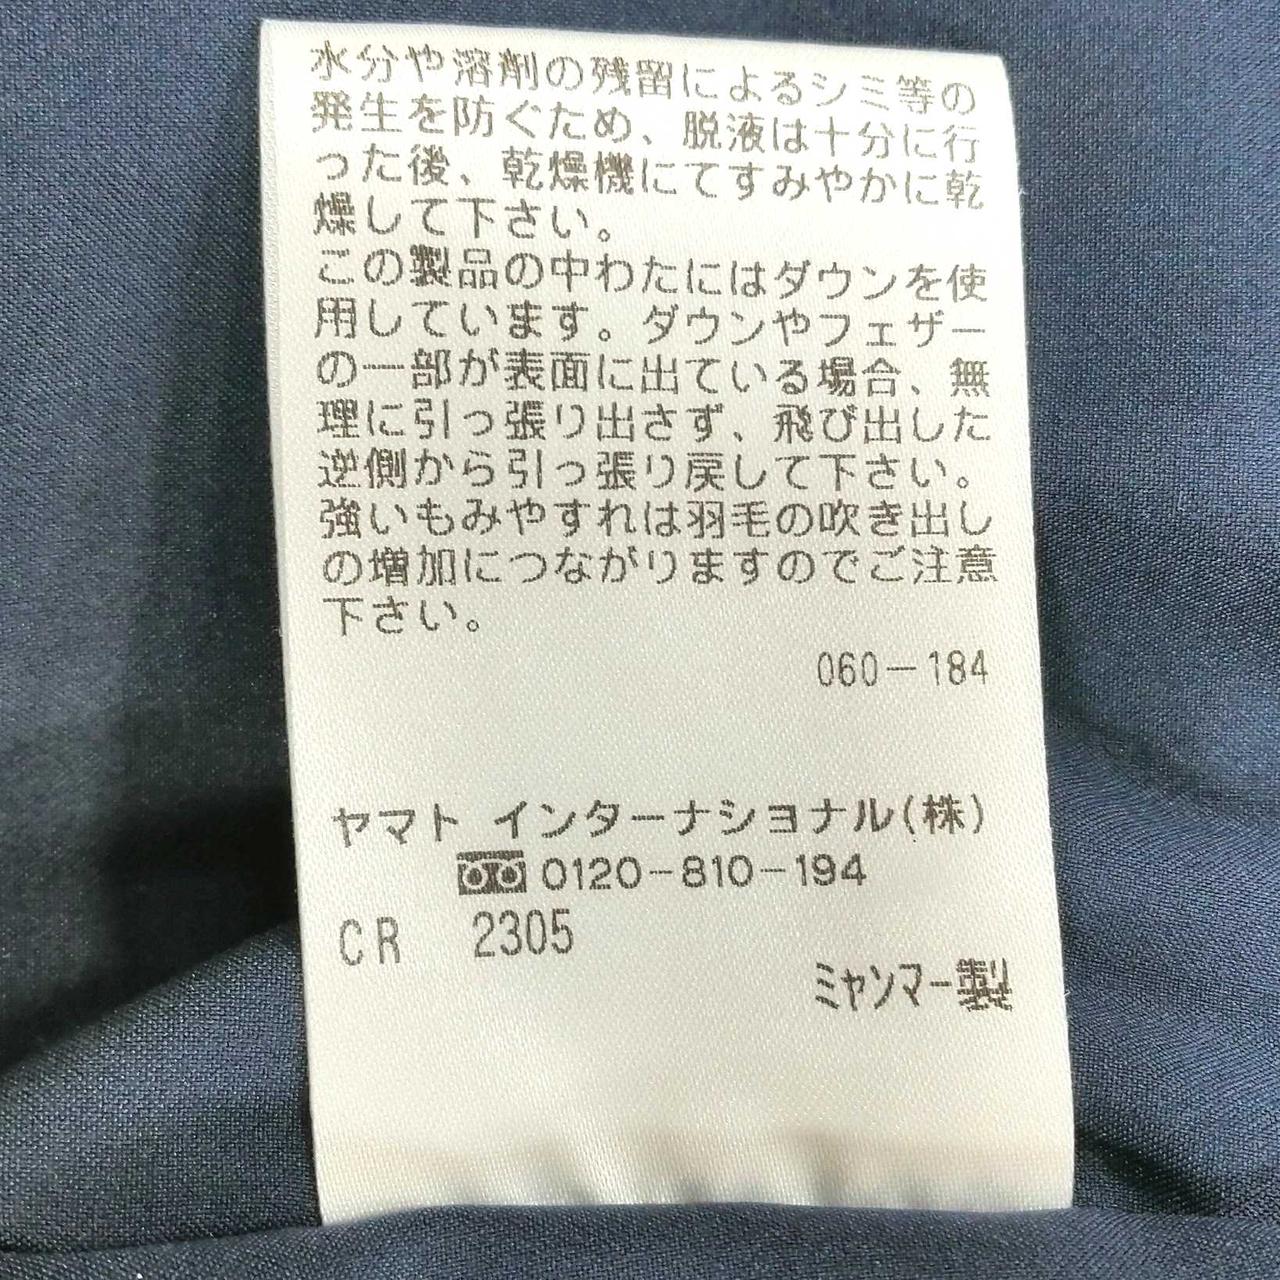 水分や溶剤の残留によるシミ等の
発生を防ぐため、脱液は十分に行
った後、乾燥機にてすみやかに乾
燥して下さい。
この製品の中わたにはダウンを使
用しています。ダウンやフェザー
の一部が表面に出ている場合、無
理に引っ張り出さず、飛び出した
逆側から引っ張り戻して下さい。
強いもみやすれは羽毛の吹き出し
の増加につながりますのでご注意
下さい。
060-184
ヤマト インターナショナル(株)
0120-810-194
CR 2305
ミャンマー製